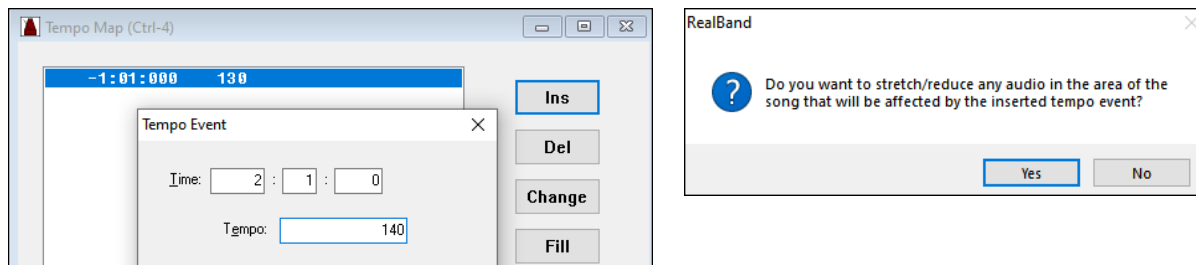 Tempo Map (Ctrl-4)
-1:01:000 130
Ins
Tempo Event
Del
Time: 2 : 1 : 0
Change
Tempo: 140
Fill
RealBand
?
Do you want to stretch/reduce any audio in the area of the
song that will be affected by the inserted tempo event?
Yes No